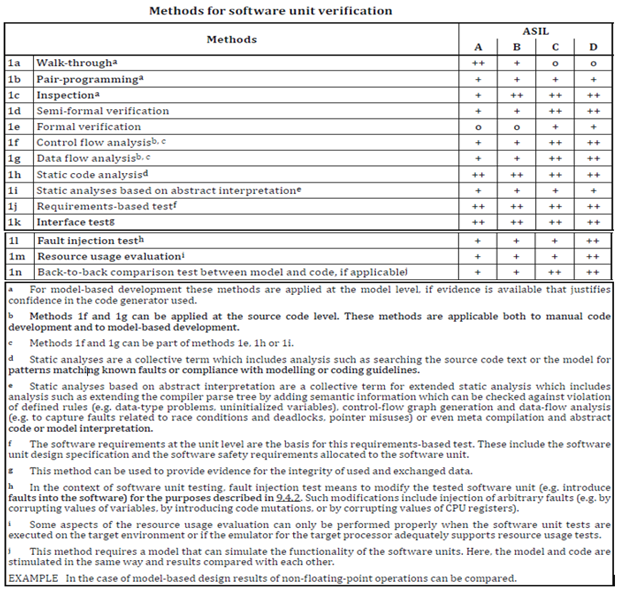 Methods for software unit verification
Methods ASIL
A B C D
1a Walk-throughᵃ ++ + o o
1b Pair-programmingᵃ + + + +
1c Inspectionᵃ + ++ ++ ++
1d Semi-formal verification + + ++ ++
1e Formal verification o o + +
1f Control flow analysisᵇ, ᶜ + + ++ ++
1g Data flow analysisᵇ, ᶜ + + ++ ++
1h Static code analysisᵈ ++ ++ ++ ++
1i Static analyses based on abstract interpretationᵉ + + + +
1j Requirements-based testᶠ ++ ++ ++ ++
1k Interface testᵍ ++ ++ ++ ++
1l Fault injection testʰ + + + ++
1m Resource usage evaluationⁱ + + + ++
1n Back-to-back comparison test between model and code, if applicableʲ + + ++ ++
a For model-based development these methods are applied at the model level, if evidence is available that justifies
confidence in the code generator used.
b Methods 1f and 1g can be applied at the source code level. These methods are applicable both to manual code
development and to model-based development.
c Methods 1f and 1g can be part of methods 1e, 1h or 1i.
d Static analyses are a collective term which includes analysis such as searching the source code text or the model for
patterns matching known faults or compliance with modelling or coding guidelines.
e Static analyses based on abstract interpretation are a collective term for extended static analysis which includes
analysis such as extending the compiler parse tree by adding semantic information which can be checked against violation
of defined rules (e.g. data-type problems, uninitialized variables), control-flow graph generation and data-flow analysis
(e.g. to capture faults related to race conditions and deadlocks, pointer misuses) or even meta compilation and abstract
code or model interpretation.
f The software requirements at the unit level are the basis for this requirements-based test. These include the software
unit design specification and the software safety requirements allocated to the software unit.
g This method can be used to provide evidence for the integrity of used and exchanged data.
h In the context of software unit testing, fault injection test means to modify the tested software unit (e.g. introduce
faults into the software) for the purposes described in 9.4.2. Such modifications include injection of arbitrary faults (e.g. by
corrupting values of variables, by introducing code mutations, or by corrupting values of CPU registers).
i Some aspects of the resource usage evaluation can only be performed properly when the software unit tests are
executed on the target environment or if the emulator for the target processor adequately supports resource usage tests.
j This method requires a model that can simulate the functionality of the software units. Here, the model and code are
stimulated in the same way and results compared with each other.
EXAMPLE In the case of model-based design results of non-floating-point operations can be compared.